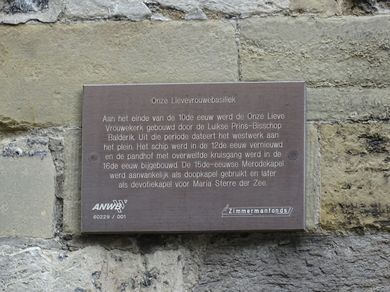 Onze Lievevrouwebasiliek
Aan het einde van de 10de eeuw werd de Onze Lieve
Vrouwekerk gebouwd door de Luikse Prins-Bisschop
Balderik. Uit die periode dateert het westwerk aan
het plein. Het schip werd in de 12de eeuw vernieuwd
en de pandhof met overwelfde kruisgang werd in de
16de eeuw bijgebouwd. De 15de-eeuwse Merodekapel
werd aanvankelijk als doopkapel gebruikt en later
als devotiekapel voor Maria Sterre der Zee.
ANWB
60229 / 001
Zimmermanfonds